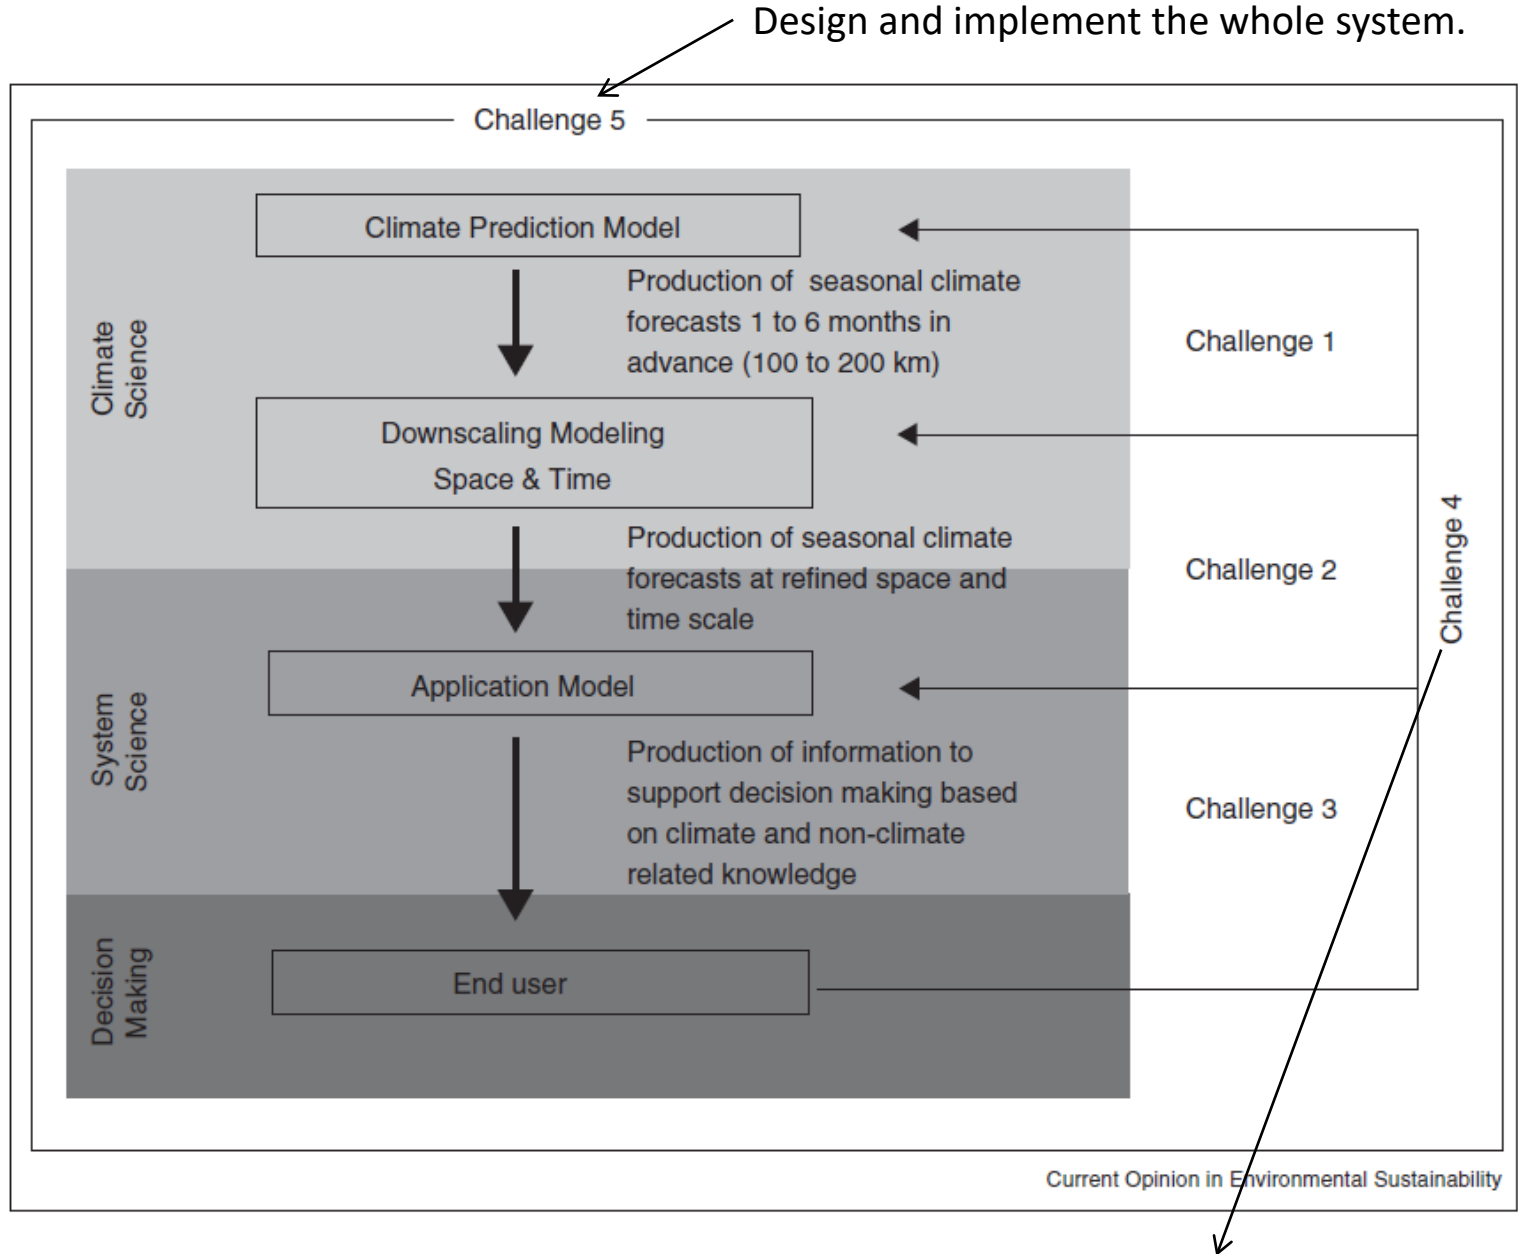 Design and implement the whole system.
Challenge 5
Climate
Science
Climate Prediction Model
Production of seasonal climate
forecasts 1 to 6 months in
advance (100 to 200 km)
Challenge 1
Downscaling Modeling
Space & Time
Production of seasonal climate
forecasts at refined space and
time scale
Challenge 2
Challenge 4
System
Science
Application Model
Production of information to
support decision making based
on climate and non-climate
related knowledge
Challenge 3
Decision
Making
End user
Current Opinion in Environmental Sustainability